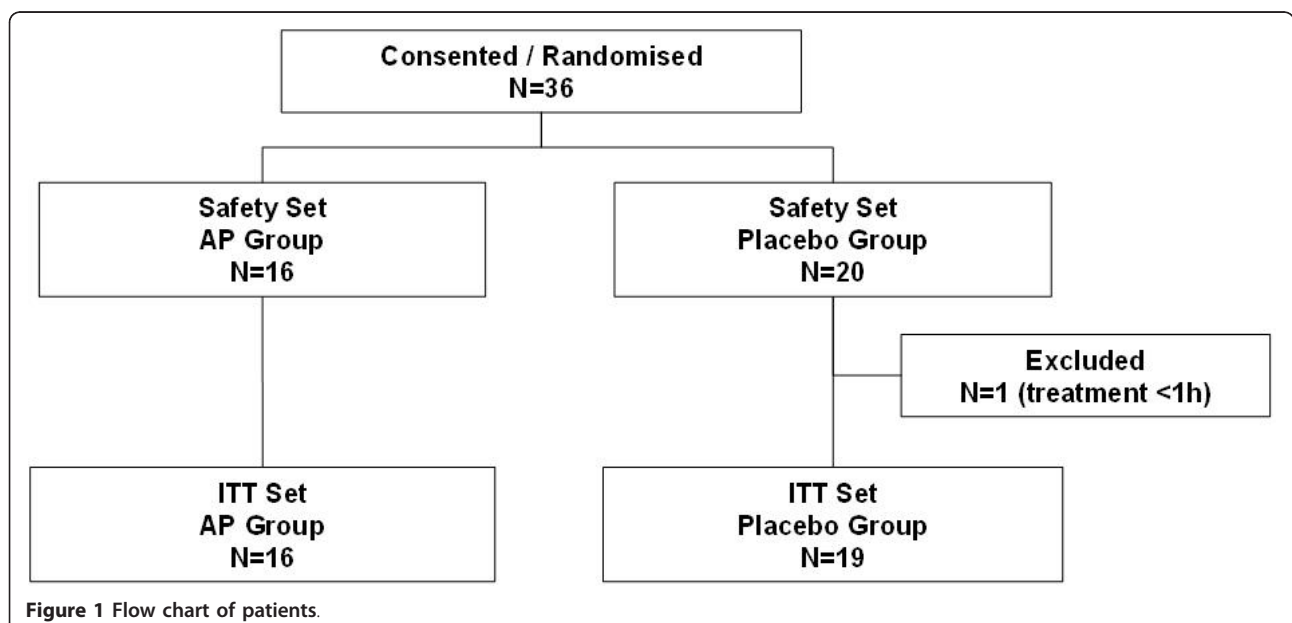 Consented / Randomised
N=36
Safety Set
AP Group
N=16
Safety Set
Placebo Group
N=20
Excluded
N=1 (treatment <1h)
ITT Set
AP Group
N=16
ITT Set
Placebo Group
N=19
Figure 1 Flow chart of patients.